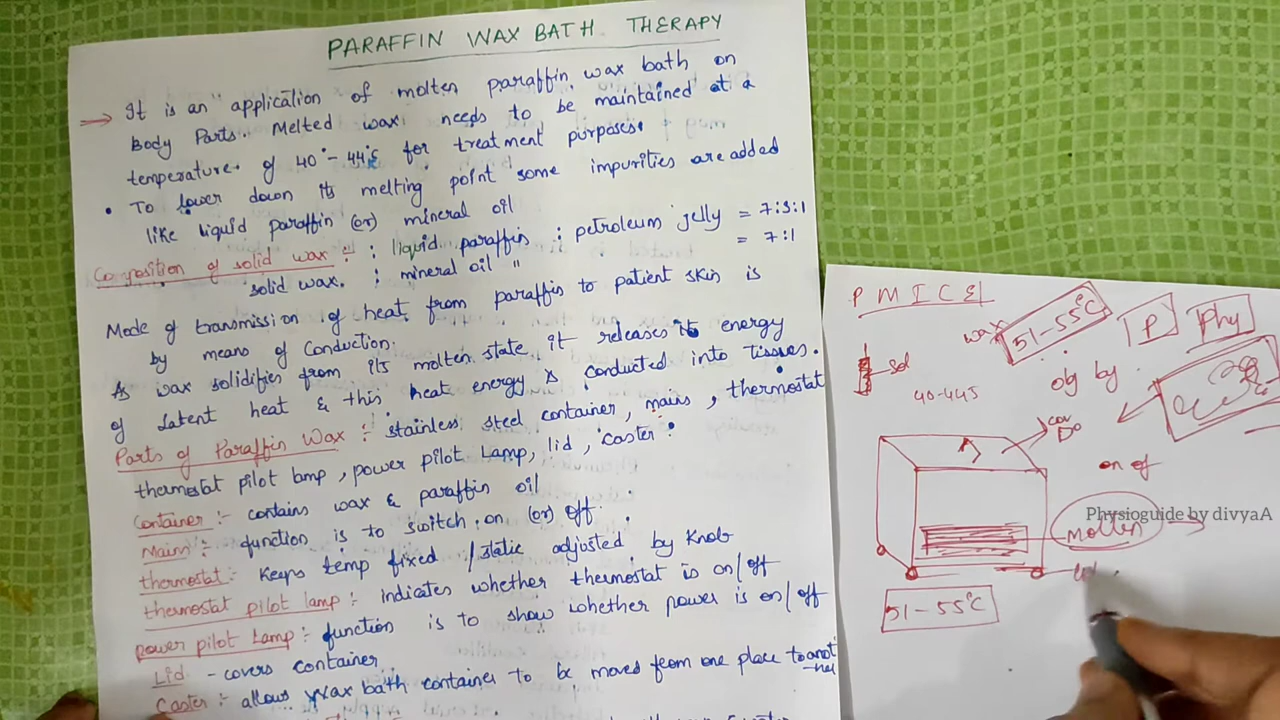 PARAFFIN WAX BATH THERAPY
→ It is an application of molten paraffin wax bath on
body Parts. Melted wax needs to be maintained at a
temperature of 40°-44°c for treatment purposes.
• To lower down its melting point some impurities are added
like liquid paraffin (or) mineral oil
Composition of solid wax :- : liquid paraffin : petroleum jelly = 7:3:1
solid wax : mineral oil " = 7:1
Mode of transmission of heat from paraffin to patient skin is
by means of Conduction.
As wax solidifies from its molten state it releases its energy
of latent heat & this heat energy is conducted into tissues.
Parts of Paraffin Wax : stainless steel container, mains, thermostat
thermostat pilot lamp, power pilot Lamp, lid, caster :
Container :- contains wax & paraffin oil
Main :- function is to switch on (or) off.
thermostat : Keeps temp fixed / static adjusted by Knob
thermostat pilot lamp :- indicates whether thermostat is on/off
power pilot Lamp :- function is to show whether power is on/off
Lid - covers container
Caster :- allows Wax bath container to be moved from one place to anot
-her
wax 51-55°C P Phy
sol
40-445
on of
Physioguide by divyaA
molten
51-55°C